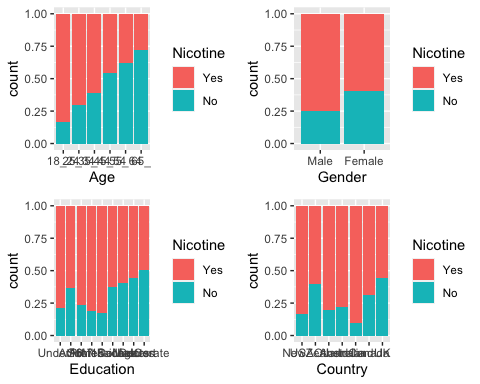 1.00
0.75
0.50
0.25
0.00
count
Age
Nicotine
Yes
No
1.00
0.75
0.50
0.25
0.00
count
Male Female
Gender
Nicotine
Yes
No
1.00
0.75
0.50
0.25
0.00
count
Education
Nicotine
Yes
No
1.00
0.75
0.50
0.25
0.00
count
Country
Nicotine
Yes
No